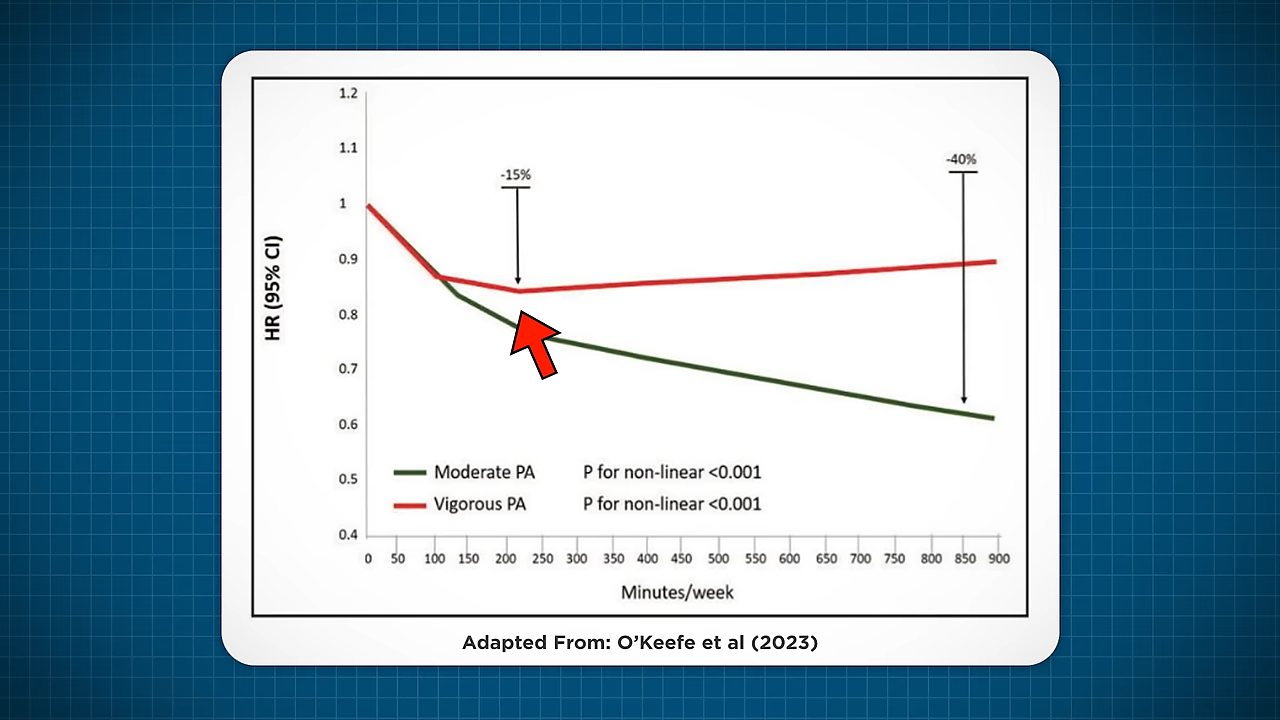 1.2
-40%
1.1
-15%
1
0.9
HR (95% CI)
0.8
0.7
0.6
Moderate PA P for non-linear <0.001
0.5
Vigorous PA P for non-linear <0.001
0.4
0 50 100 150 200 250 300 350 400 450 500 550 600 650 700 750 800 850 900
Minutes/week
Adapted From: O’Keefe et al (2023)